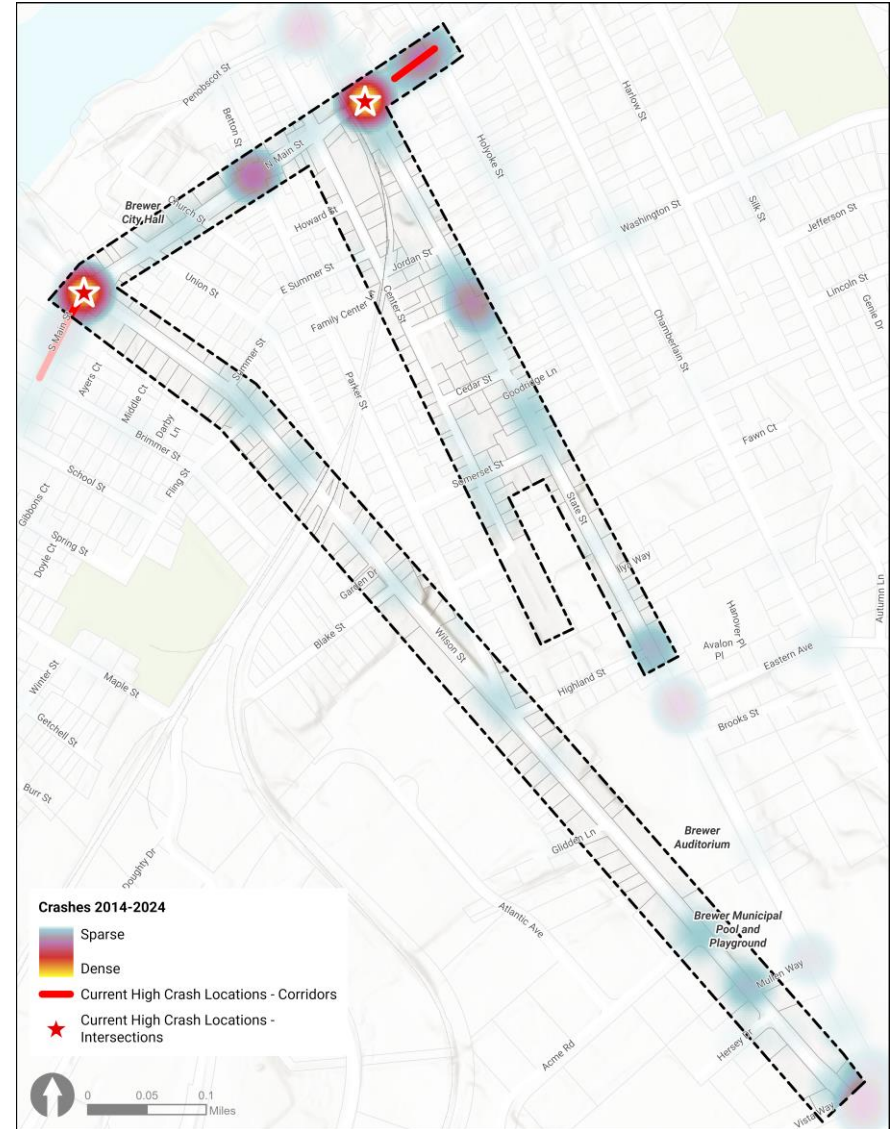 Penobscot St
Harlow St
Betton St
N Main St
Holyoke St
Brewer
City Hall
Church St
Howard St
Washington St
Silk St
Jefferson St
Jordan St
Union St
E Summer St
Center St
Lincoln St
Genie Dr
Family Center Ln
S Main St
Chamberlain St
Summer St
Ayers Ct
Parker St
Cedar St
Goodridge Ln
Middle Ct
Darby
Ln
Brimmer St
Fawn Ct
School St
Fling St
Somerset St
Gibbons Ct
State St
Spring St
Doyle Ct
Garden Dr
Autumn Ln
Hanover Pl
Blake St
Wilson St
Avalon
Pl
Eastern Ave
Winter St
Maple St
Highland St
Brooks St
Getchell St
Burr St
Glidden Ln
Brewer
Auditorium
Doughty Dr
Atlantic Ave
Brewer Municipal
Pool and
Playground
Mullen Way
Hersey Dr
Acme Rd
Vista Way
Crashes 2014-2024
Sparse
Dense
Current High Crash Locations - Corridors
Current High Crash Locations -
Intersections
0 0.05 0.1
Miles